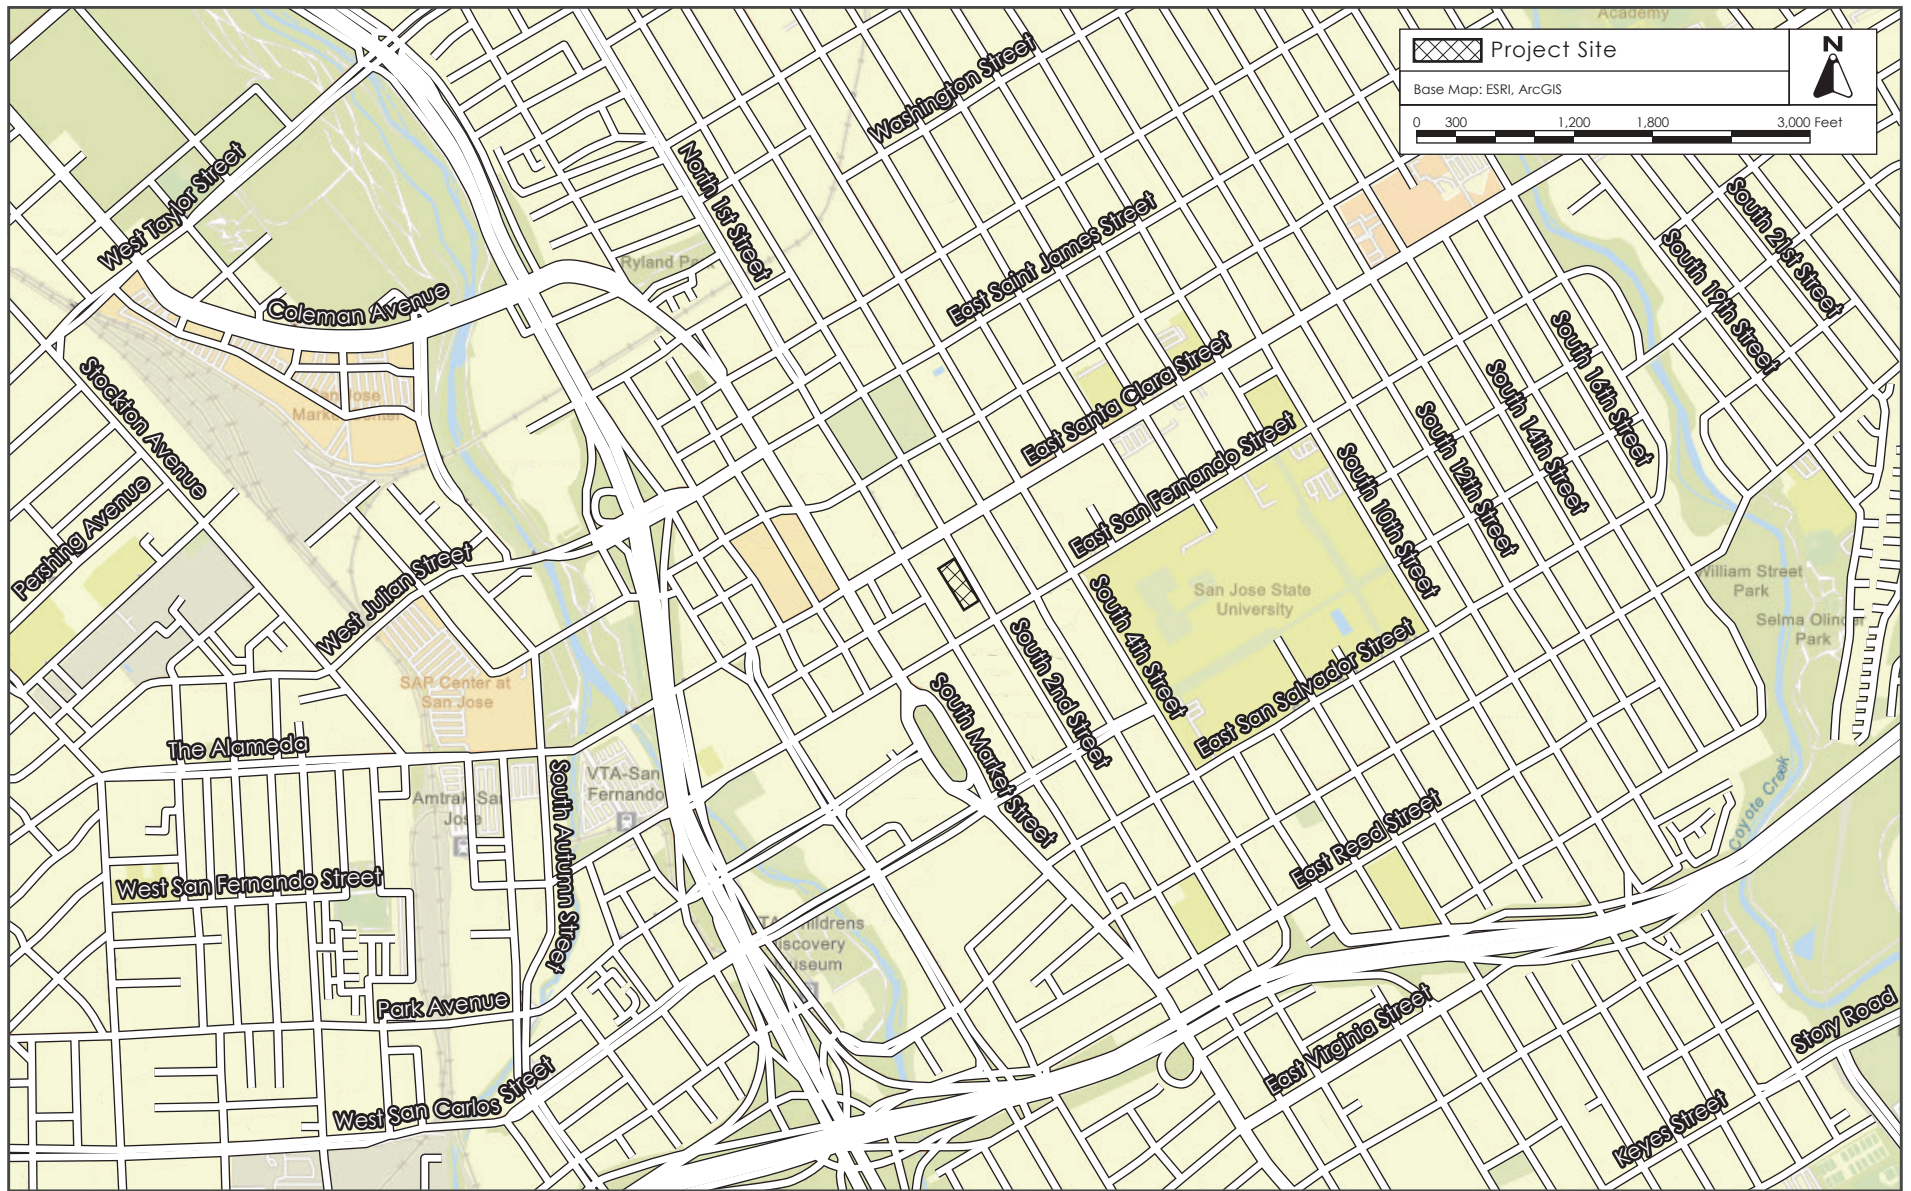 Academy
Project Site
N
Base Map: ESRI, ArcGIS
0 300 1,200 1,800 3,000 Feet
Washington Street
North 1st Street
West Taylor Street
East Saint James Street
South 21st Street
South 19th Street
Ryland Park
Coleman Avenue
East Santa Clara Street
South 16th Street
Stockton Avenue
South 14th Street
San Jose
Market Center
South 12th Street
East San Fernando Street
South 10th Street
Pershing Avenue
West Julian Street
San Jose State
University
William Street
Park
South 4th Street
Selma Olinder
Park
South 2nd Street
East San Salvador Street
SAP Center at
San Jose
South Market Street
The Alameda
South Autumn Street
VTA-San
Fernando
Amtrak San
Jose
Coyote Creek
East Reed Street
West San Fernando Street
VTA Childrens
Discovery
Museum
Park Avenue
East Virginia Street
Story Road
West San Carlos Street
Keyes Street